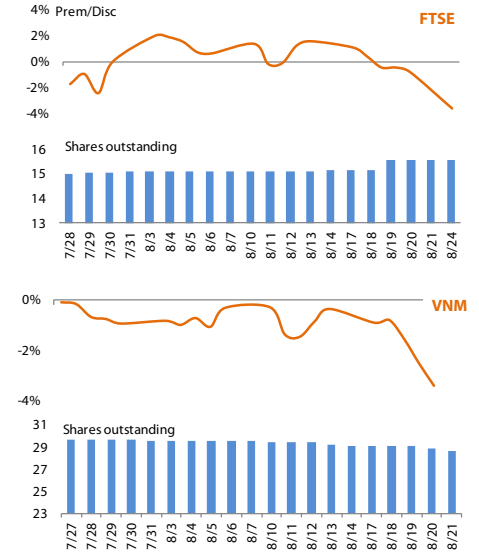 4% Prem/Disc
FTSE
2%
0%
-2%
-4%
16 Shares outstanding
15
14
13
7/28 7/29 7/30 7/31 8/3 8/4 8/5 8/6 8/7 8/10 8/11 8/12 8/13 8/14 8/17 8/18 8/19 8/20 8/21 8/24
0%
VNM
-2%
-4%
31 Shares outstanding
29
27
25
23
7/27 7/28 7/29 7/30 7/31 8/3 8/4 8/5 8/6 8/7 8/10 8/11 8/12 8/13 8/14 8/17 8/18 8/19 8/20 8/21